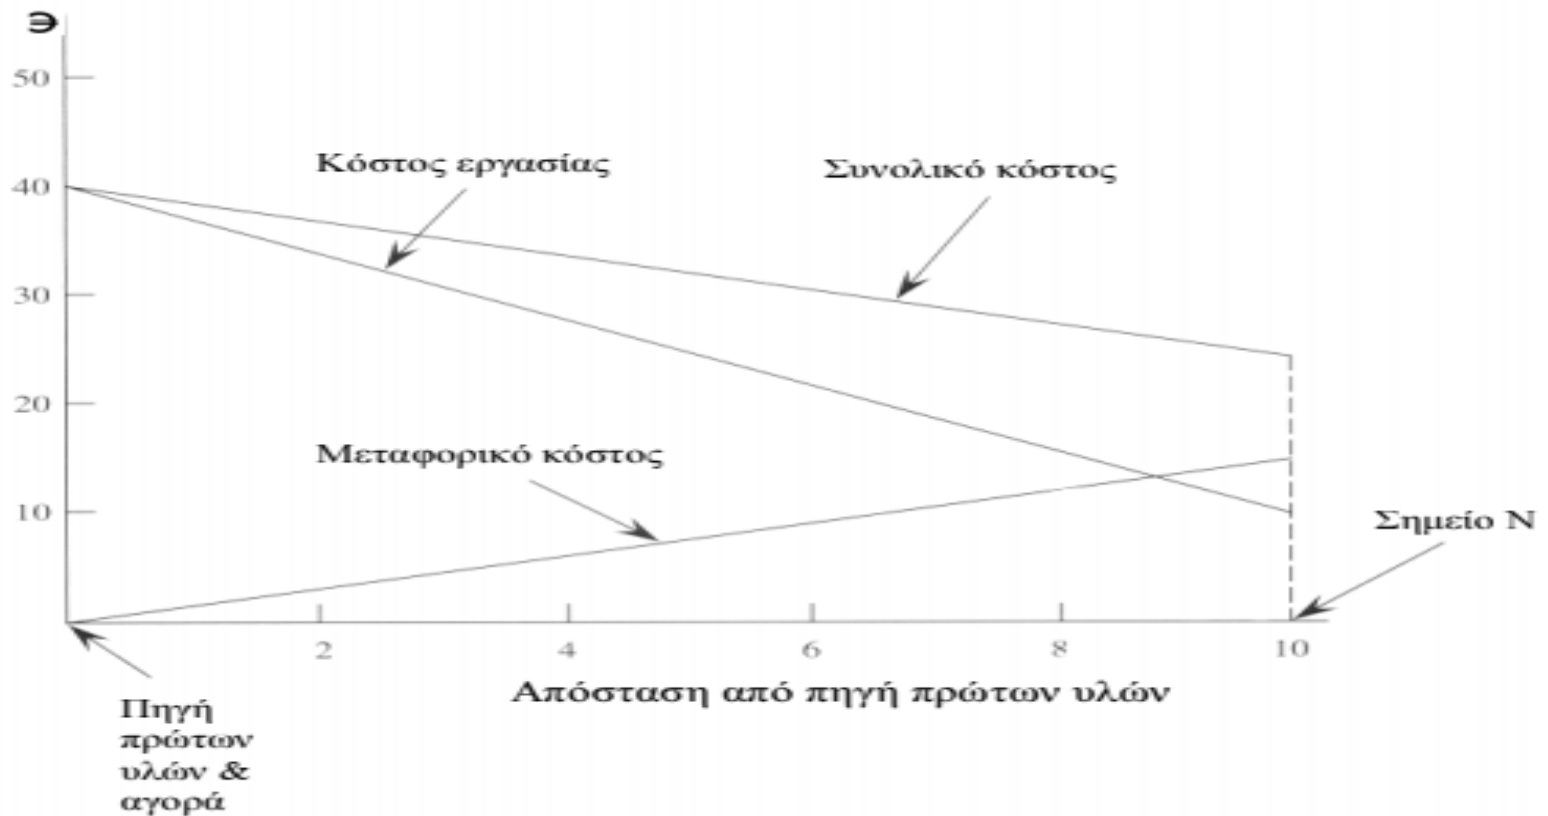 Э
50
40
30
20
10
Κόστος εργασίας
Συνολικό κόστος
Μεταφορικό κόστος
Σημείο Ν
2 4 6 8 10
Απόσταση από πηγή πρώτων υλών
Πηγή
πρώτων
υλών &
αγορά